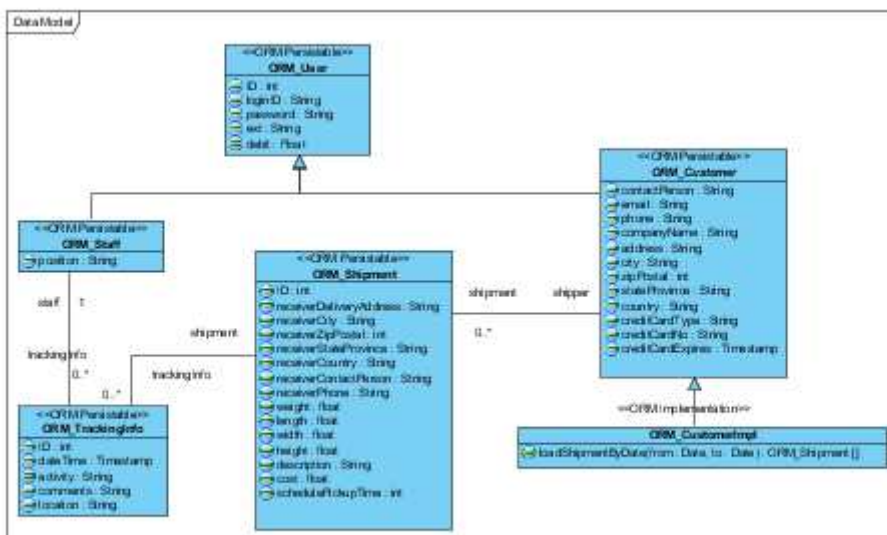 Data Model
<<ORM Persistable>>
ORM_User
ID : int
loginID : String
password : String
ext : String
debit : Float
<<ORM Persistable>>
ORM_Customer
contactPerson : String
email : String
phone : String
companyName : String
address : String
city : String
zipPostal : int
stateProvince : String
country : String
creditCardType : String
creditCardNo : String
creditCardExpires : Timestamp
<<ORM Persistable>>
ORM_Staff
position : String
<<ORM Persistable>>
ORM_Shipment
ID : int
receiverDeliveryAddress : String
receiverCity : String
receiverZipPostal : int
receiverStateProvince : String
receiverCountry : String
receiverContactPerson : String
receiverPhone : String
weight : float
length : float
width : float
height : float
description : String
cost : float
schedulePickupTime : int
shipment
shipper
0..*
staff
1
shipment
trackingInfo
trackingInfo
0..*
0..*
<<ORM Persistable>>
ORM_TrackingInfo
ID : int
dateTime : Timestamp
activity : String
comments : String
location : String
<<ORM Implementation>>
ORM_CustomerImpl
loadShipmentByDate(from : Date, to : Date) : ORM_Shipment []